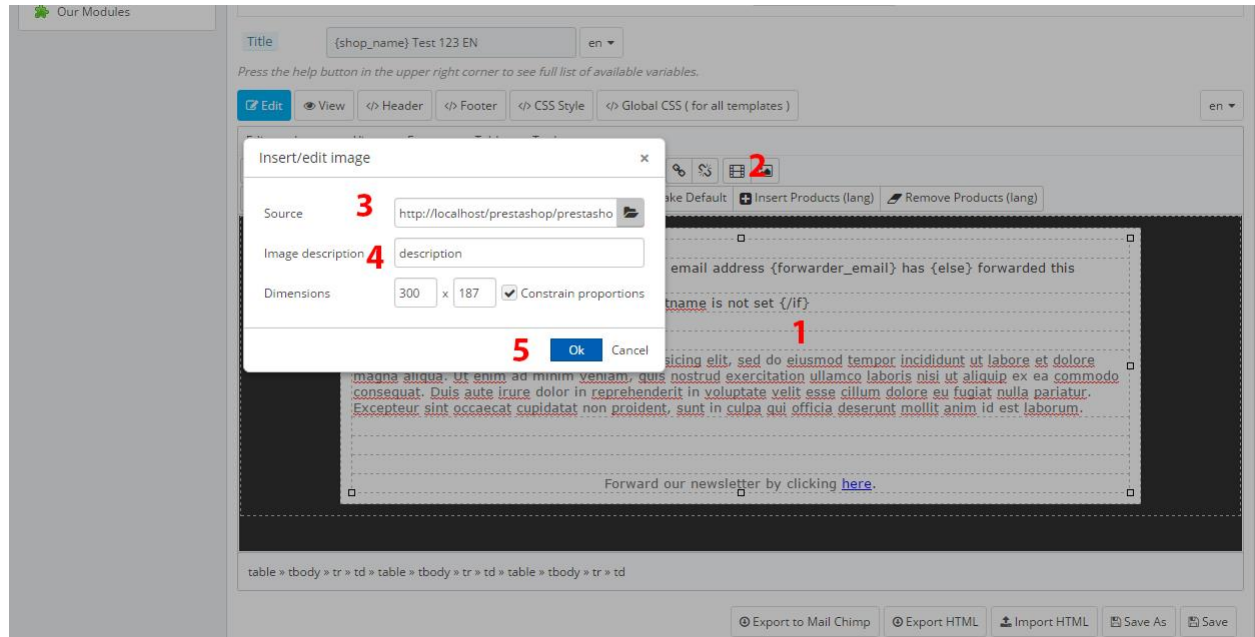 Our Modules
Title {shop_name} Test 123 EN en
Press the help button in the upper right corner to see full list of available variables.
Edit View </> Header </> Footer </> CSS Style </> Global CSS ( for all templates ) en
Insert/edit image ×
2
Default Insert Products (lang) Remove Products (lang)
Source 3 http://localhost/prestashop/prestasho
Image description 4 description
email address {forwarder_email} has {else} forwarded this
Dimensions 300 x 187 Constrain proportions
tname is not set {/if}
1
5 Ok Cancel
sicing elit, sed do eiusmod tempor incididunt ut labore et dolore
magna aliqua. Ut enim ad minim veniam, quis nostrud exercitation ullamco laboris nisi ut aliquip ex ea commodo
consequat. Duis aute irure dolor in reprehenderit in voluptate velit esse cillum dolore eu fugiat nulla pariatur.
Excepteur sint occaecat cupidatat non proident, sunt in culpa qui officia deserunt mollit anim id est laborum.
Forward our newsletter by clicking here.
table » tbody » tr » td » table » tbody » tr » td » table » tbody » tr » td
Export to Mail Chimp Export HTML Import HTML Save As Save